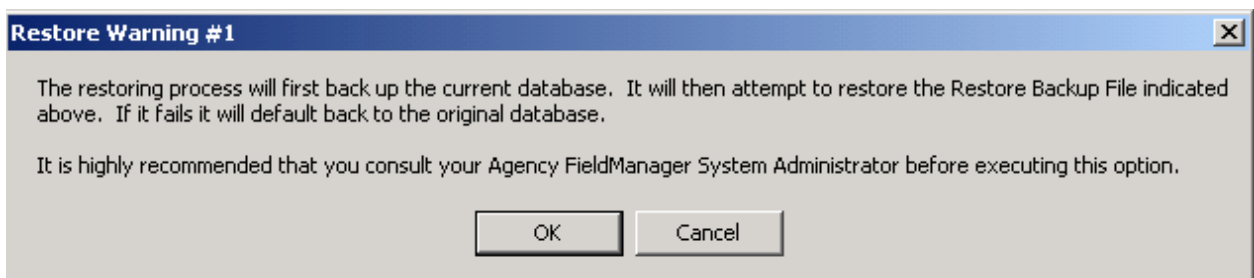 Restore Warning #1
The restoring process will first back up the current database. It will then attempt to restore the Restore Backup File indicated
above. If it fails it will default back to the original database.
It is highly recommended that you consult your Agency FieldManager System Administrator before executing this option.
OK Cancel